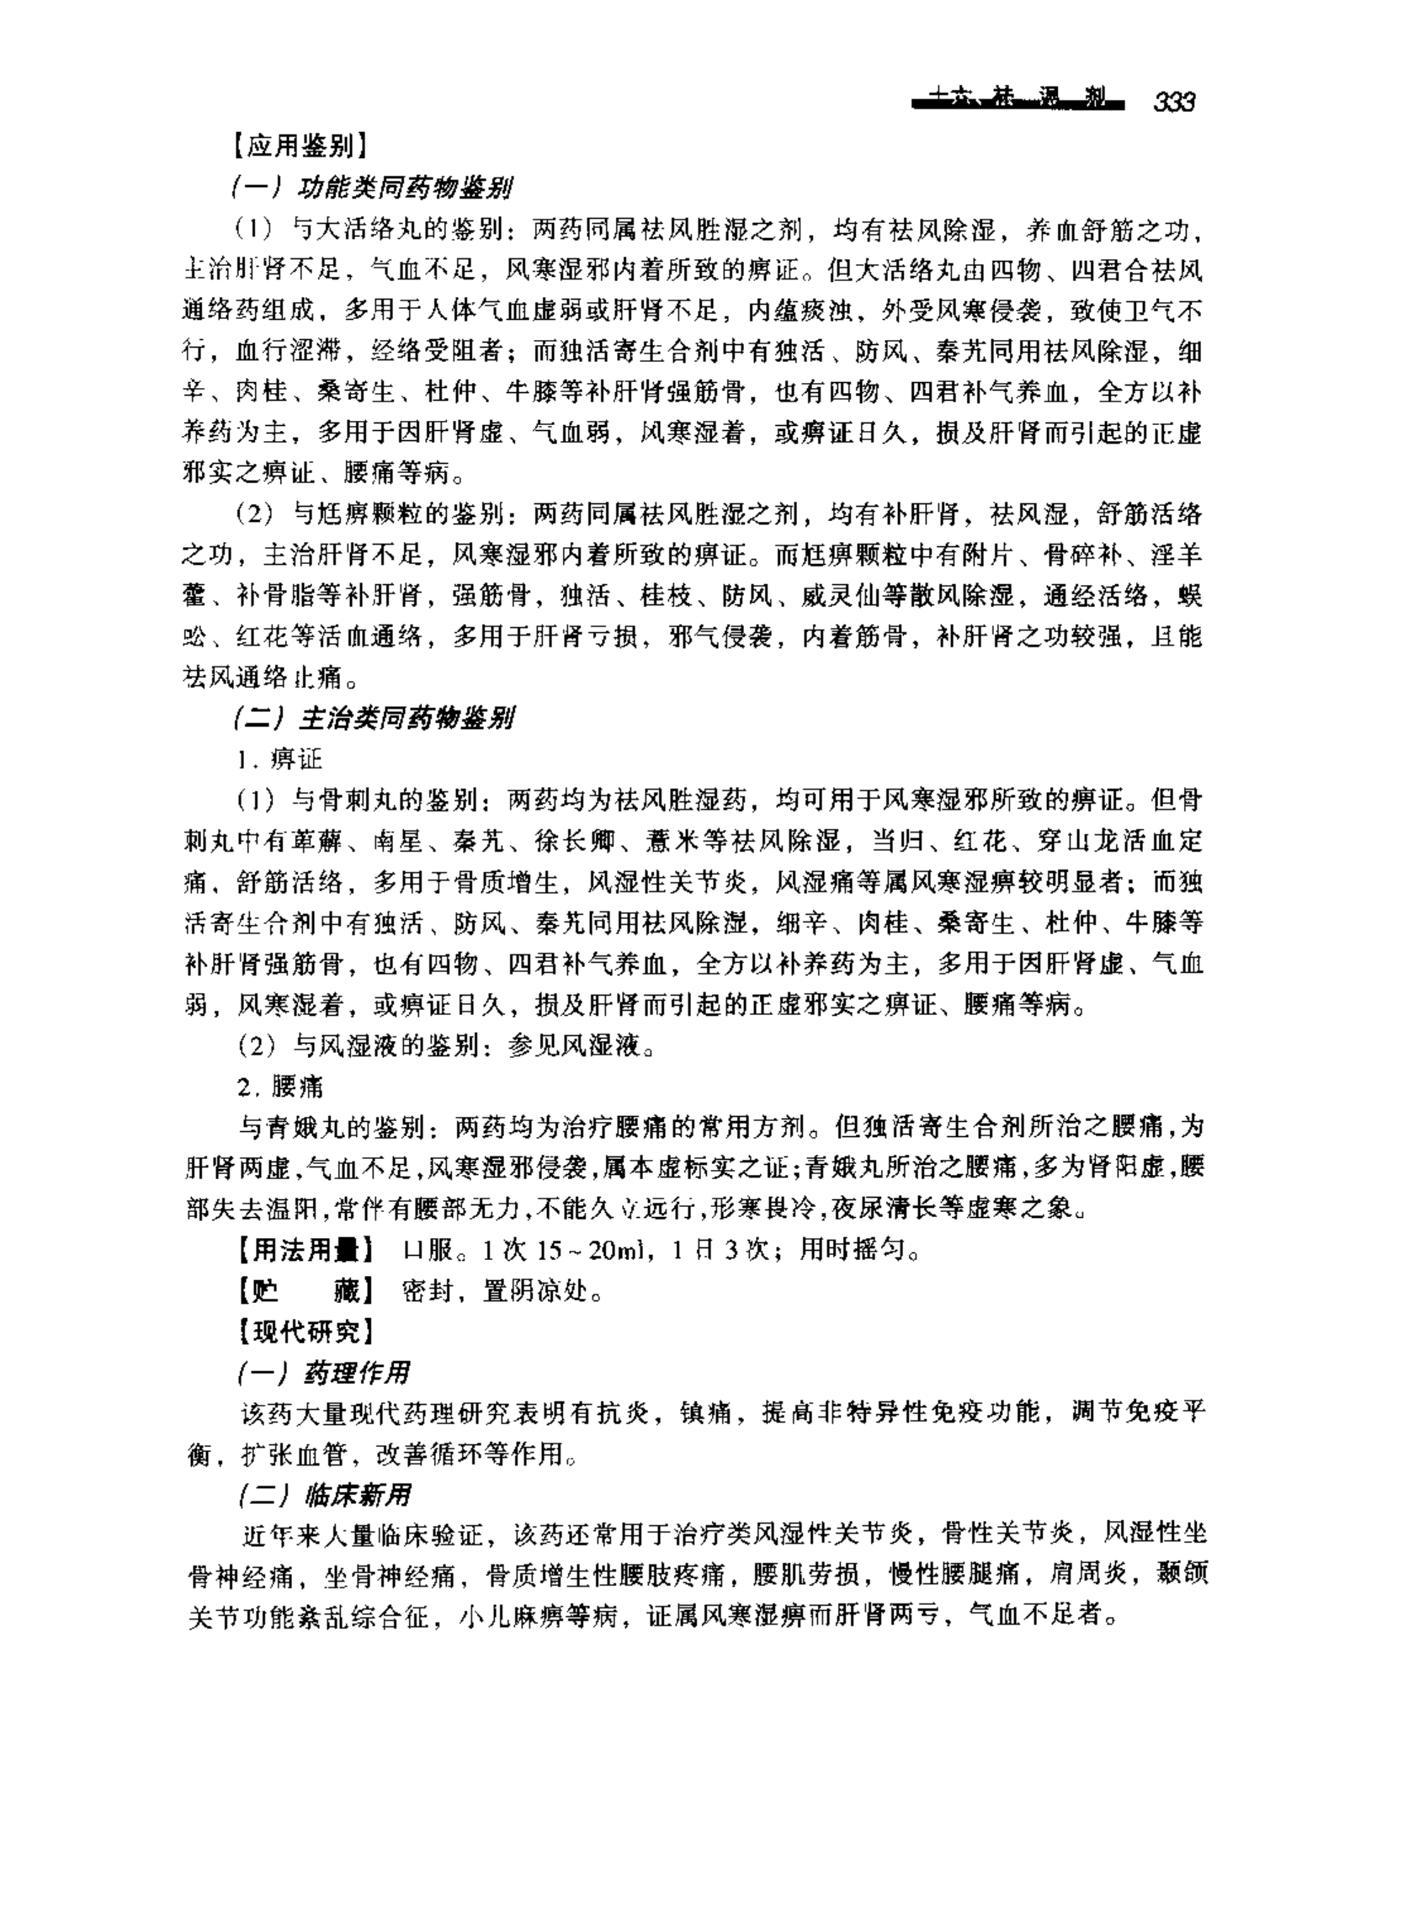 十六、祛湿剂 333
【应用鉴别】
(一) 功能类同药物鉴别
(1) 与大活络丸的鉴别：两药同属祛风胜湿之剂，均有祛风除湿，养血舒筋之功，
主治肝肾不足，气血不足，风寒湿邪内着所致的痹证。但大活络丸由四物、四君合祛风
通络药组成，多用于人体气血虚弱或肝肾不足，内蕴痰浊，外受风寒侵袭，致使卫气不
行，血行涩滞，经络受阻者；而独活寄生合剂中有独活、防风、秦艽同用祛风除湿，细
辛、肉桂、桑寄生、杜仲、牛膝等补肝肾强筋骨，也有四物、四君补气养血，全方以补
养药为主，多用于因肝肾虚、气血弱，风寒湿着，或痹证日久，损及肝肾而引起的正虚
邪实之痹证、腰痛等病。
(2) 与尪痹颗粒的鉴别：两药同属祛风胜湿之剂，均有补肝肾，祛风湿，舒筋活络
之功，主治肝肾不足，风寒湿邪内着所致的痹证。而尪痹颗粒中有附片、骨碎补、淫羊
藿、补骨脂等补肝肾，强筋骨，独活、桂枝、防风、威灵仙等散风除湿，通经活络，蜈
蚣、红花等活血通络，多用于肝肾亏损，邪气侵袭，内着筋骨，补肝肾之功较强，且能
祛风通络止痛。
(二) 主治类同药物鉴别
1. 痹证
(1) 与骨刺丸的鉴别：两药均为祛风胜湿药，均可用于风寒湿邪所致的痹证。但骨
刺丸中有萆薢、南星、秦艽、徐长卿、薏米等祛风除湿，当归、红花、穿山龙活血定
痛，舒筋活络，多用于骨质增生，风湿性关节炎，风湿痛等属风寒湿痹较明显者；而独
活寄生合剂中有独活、防风、秦艽同用祛风除湿，细辛、肉桂、桑寄生、杜仲、牛膝等
补肝肾强筋骨，也有四物、四君补气养血，全方以补养药为主，多用于因肝肾虚、气血
弱，风寒湿着，或痹证日久，损及肝肾而引起的正虚邪实之痹证、腰痛等病。
(2) 与风湿液的鉴别：参见风湿液。
2. 腰痛
与青娥丸的鉴别：两药均为治疗腰痛的常用方剂。但独活寄生合剂所治之腰痛,为
肝肾两虚,气血不足,风寒湿邪侵袭,属本虚标实之证;青娥丸所治之腰痛,多为肾阳虚,腰
部失去温阳,常伴有腰部无力,不能久立远行,形寒畏冷,夜尿清长等虚寒之象。
【用法用量】 口服。1次15~20ml，1日3次；用时摇匀。
【贮 藏】 密封，置阴凉处。
【现代研究】
(一) 药理作用
该药大量现代药理研究表明有抗炎，镇痛，提高非特异性免疫功能，调节免疫平
衡，扩张血管，改善循环等作用。
(二) 临床新用
近年来大量临床验证，该药还常用于治疗类风湿性关节炎，骨性关节炎，风湿性坐
骨神经痛，坐骨神经痛，骨质增生性腰肢疼痛，腰肌劳损，慢性腰腿痛，肩周炎，颞颌
关节功能紊乱综合征，小儿麻痹等病，证属风寒湿痹而肝肾两亏，气血不足者。